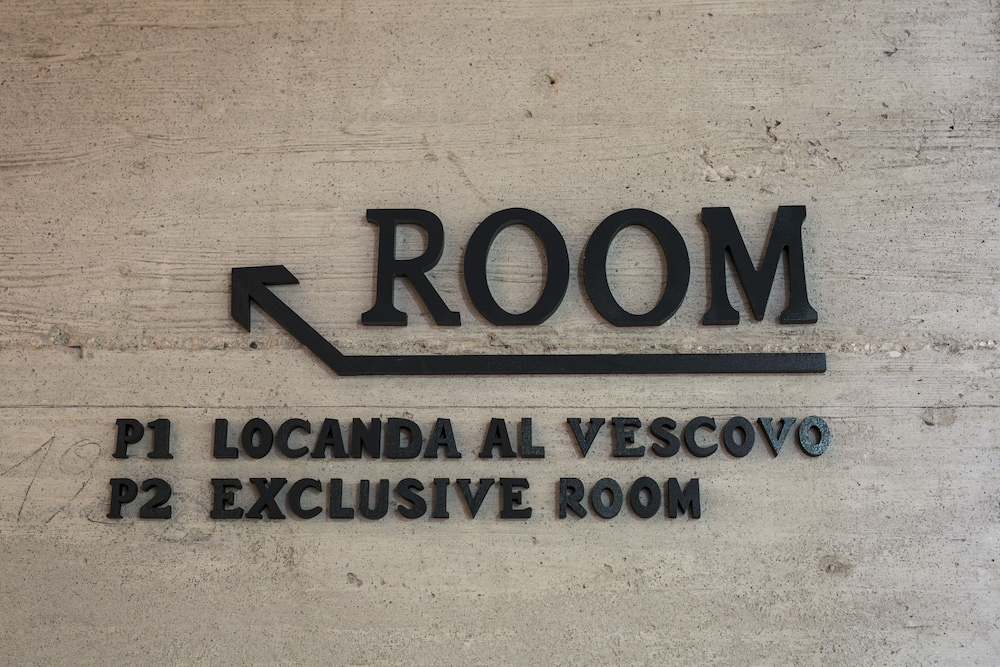 ROOM
P1 LOCANDA AL VESCOVO
P2 EXCLUSIVE ROOM